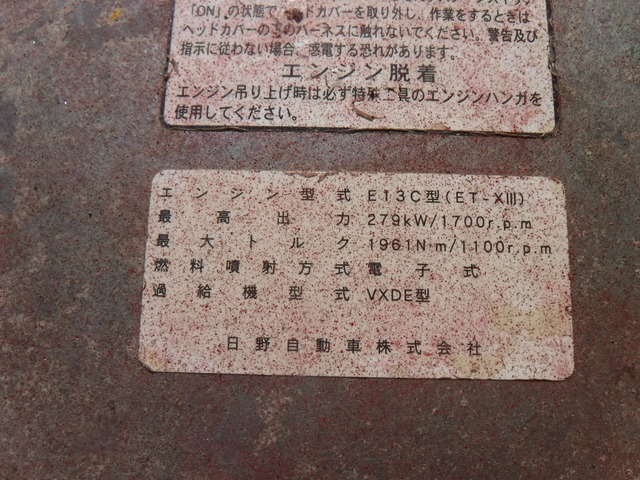 「ON」の状態で ドカバーを取り外し、作業をするときは
ヘッドカバーの このハーネスに触れないでください。警告及び
指示に従わない場合、感電する恐れがあります。
エンジン脱着
エンジン吊り上げ時は必ず特殊工具のエンジンハンガを
使用してください。
エンジン型式 E13C型(ET-XIII)
最高出力 279kW/1700r.p.m
最大トルク 1961N·m/1100r.p.m
燃料噴射方式 電子式
過給機型式 VXDE型
日野自動車株式会社